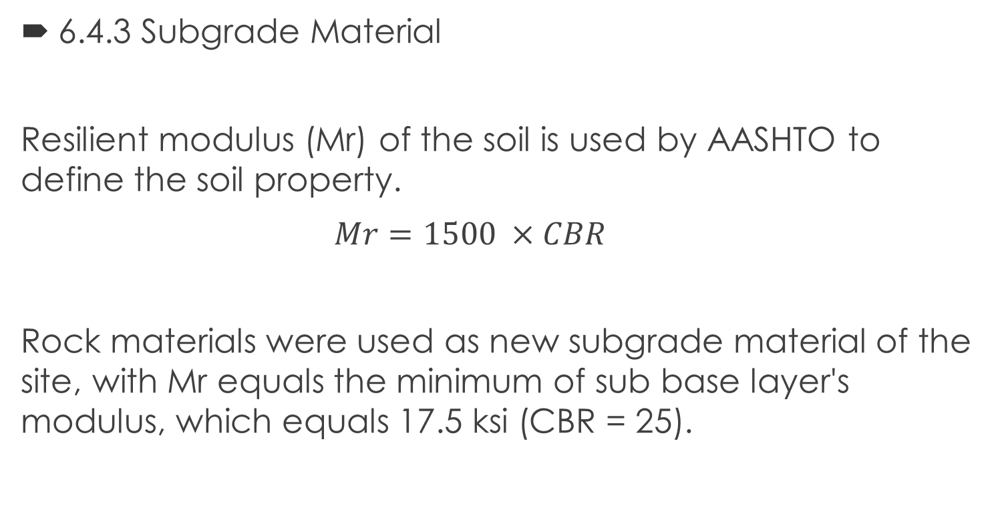 6.4.3 Subgrade Material
Resilient modulus (Mr) of the soil is used by AASHTO to
define the soil property.
Mr = 1500 × CBR
Rock materials were used as new subgrade material of the
site, with Mr equals the minimum of sub base layer's
modulus, which equals 17.5 ksi (CBR = 25).